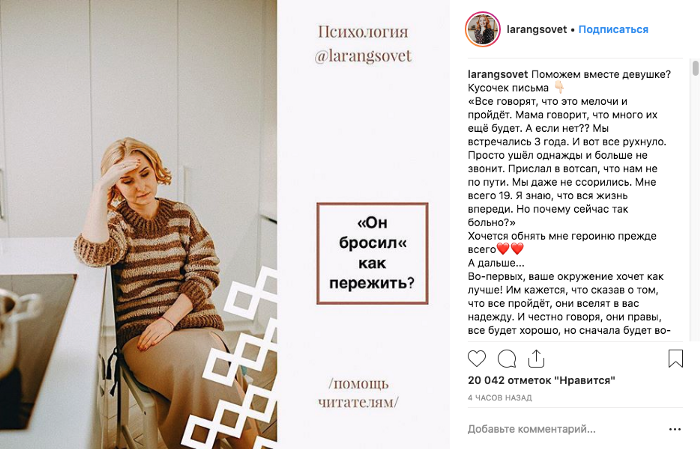 Психология
@larangsovet
«Он
бросил«
как
пережить?
/помощь
читателям/
larangsovet • Подписаться
larangsovet Поможем вместе девушке?
Кусочек письма 👇🏻
«Все говорят, что это мелочи и
пройдёт. Мама говорит, что много их
ещё будет. А если нет?? Мы
встречались 3 года. И вот все рухнуло.
Просто ушёл однажды и больше не
звонит. Прислал в вотсап, что нам не
по пути. Мы даже не ссорились. Мне
всего 19. Я знаю, что вся жизнь
впереди. Но почему сейчас так
больно?»
Хочется обнять мне героиню прежде
всего❤️❤️
А дальше...
Во-первых, ваше окружение хочет как
лучше! Им кажется, что сказав о том,
что все пройдёт, они вселят в вас
надежду. И честно говоря, они правы,
все будет хорошо, но сначала будет во-
20 042 отметок "Нравится"
4 ЧАСОВ НАЗАД
Добавьте комментарий...